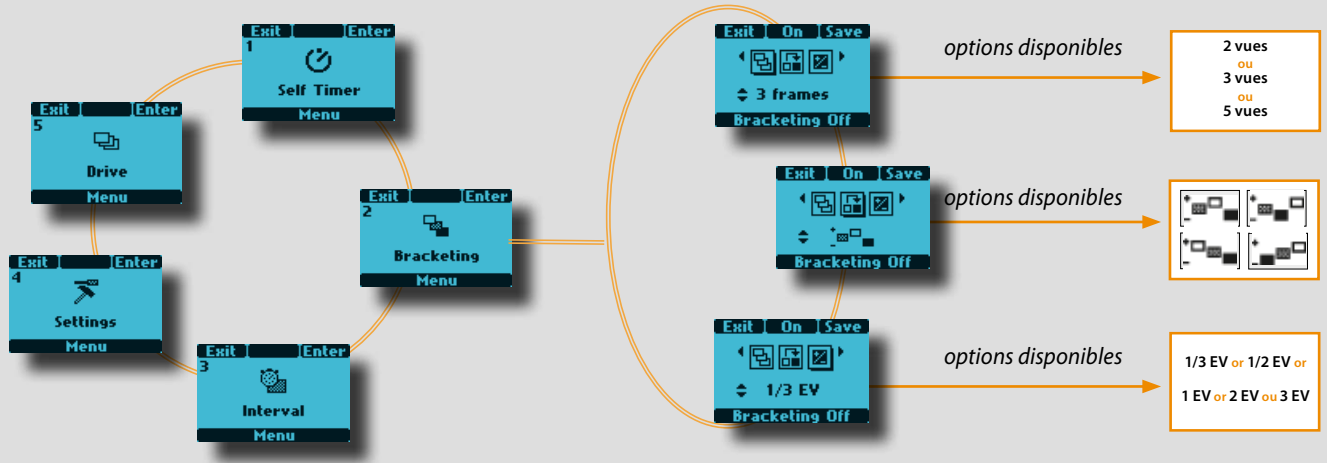 Exit Enter
1
Self Timer
Menu
Exit Enter
5
Drive
Menu
Exit Enter
2
Bracketing
Menu
Exit Enter
4
Settings
Menu
Exit Enter
3
Interval
Menu
Exit On Save
3 frames
Bracketing Off
options disponibles
2 vues
ou
3 vues
ou
5 vues
Exit On Save
Bracketing Off
options disponibles
Exit On Save
1/3 EV
Bracketing Off
options disponibles
1/3 EV or 1/2 EV or
1 EV or 2 EV ou 3 EV